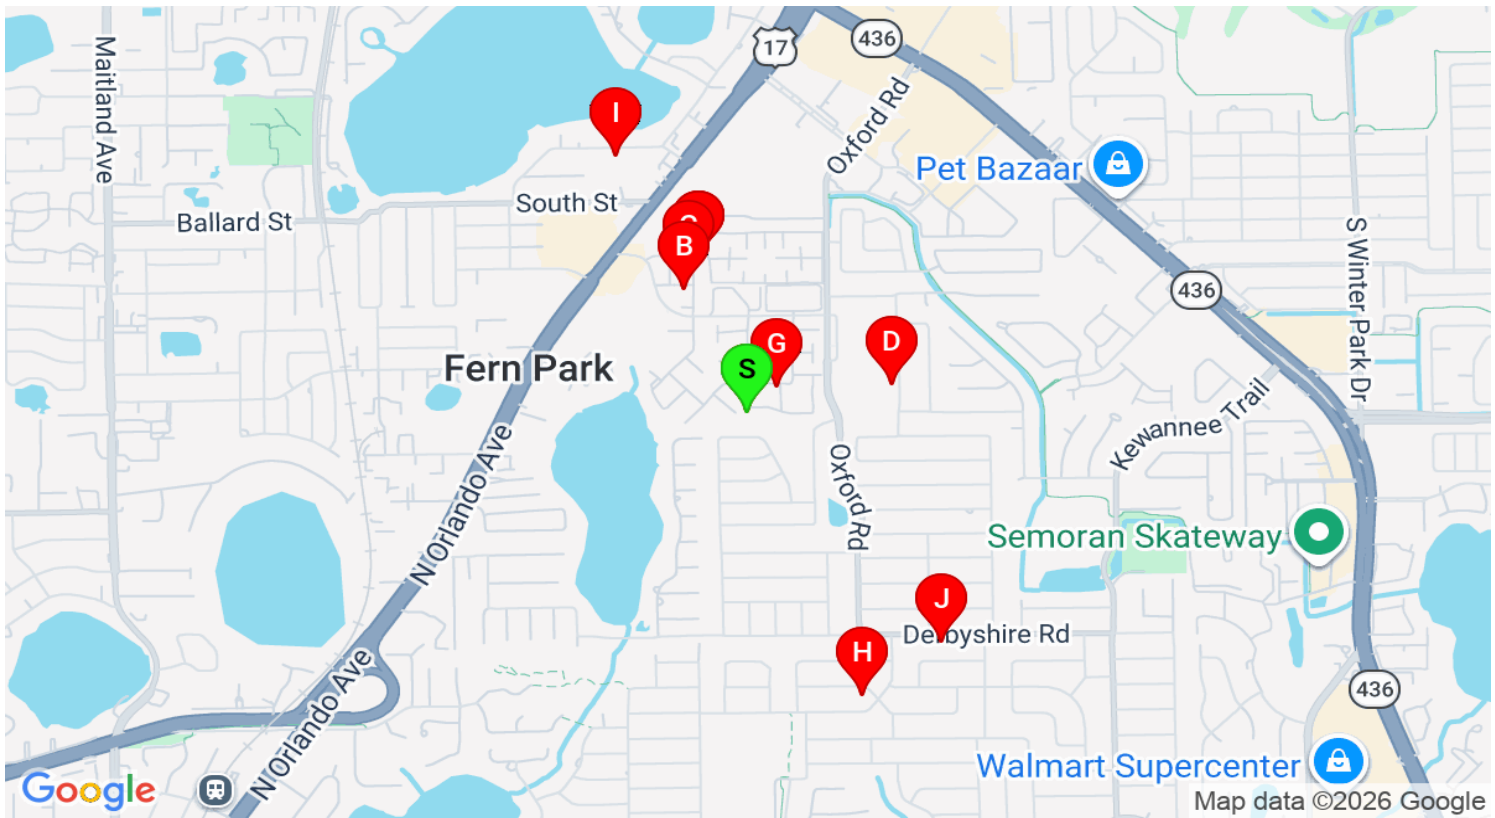 Maitland Ave
17
436
Oxford Rd
I
Pet Bazaar
South St
Ballard St
B
S Winter Park Dr
436
G
D
S
Fern Park
Kewannee Trail
N Orlando Ave
Oxford Rd
Semoran Skateway
J
Derbyshire Rd
H
N Orlando Ave
436
Walmart Supercenter
Google
Map data ©2026 Google